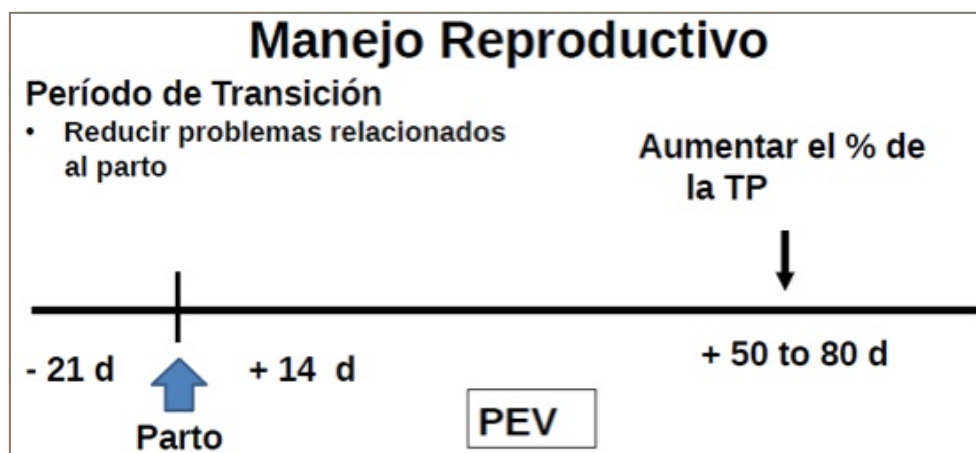 Manejo Reproductivo
Período de Transición
• Reducir problemas relacionados
al parto
Aumentar el % de
la TP
- 21 d
+ 14 d
+ 50 to 80 d
Parto
PEV